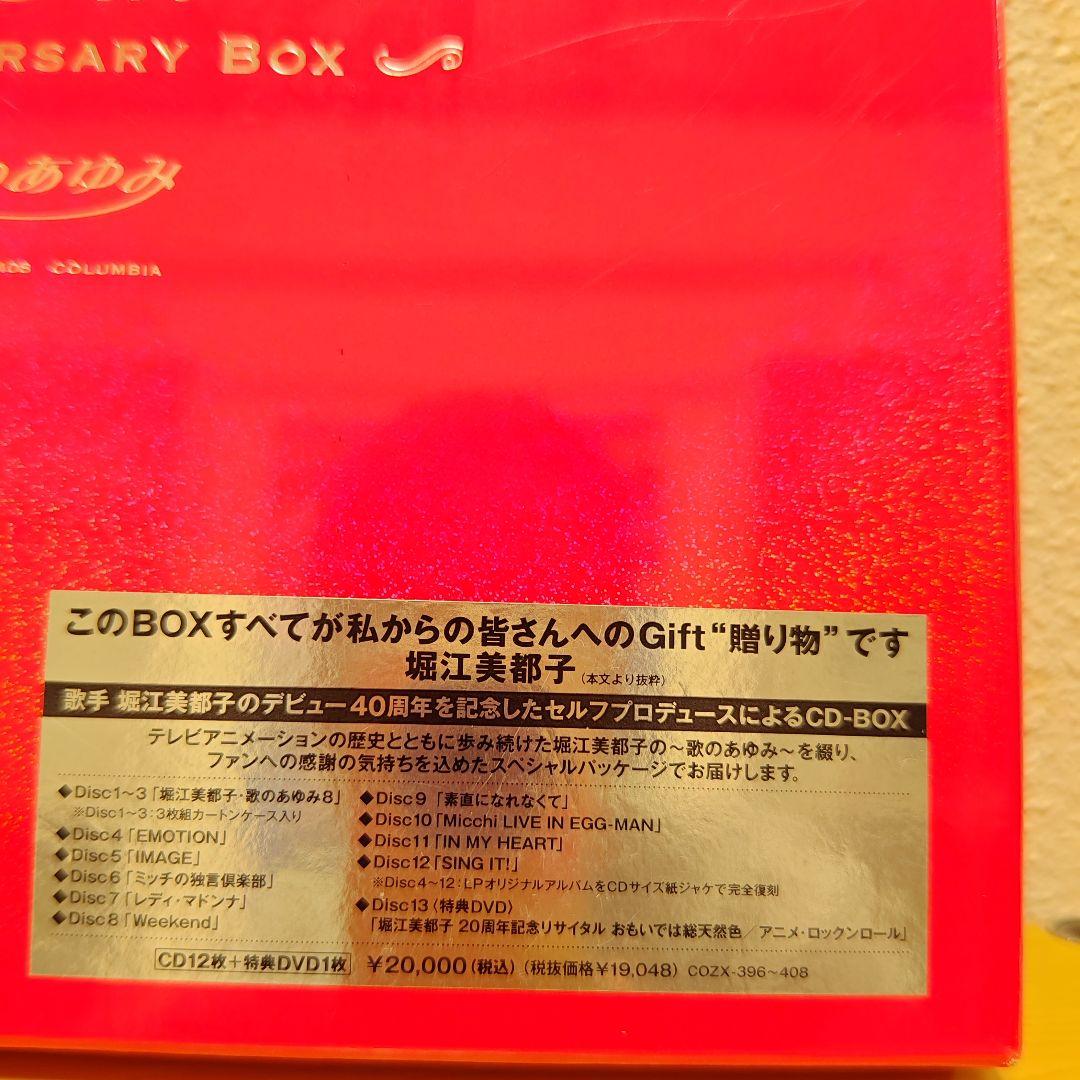 RSARY BOX
のあゆみ
COLUMBIA
このBOXすべてが私からの皆さんへのGift“贈り物”です
堀江美都子(本文より抜粋)
歌手 堀江美都子のデビュー40周年を記念したセルフプロデュースによるCD-BOX
テレビアニメーションの歴史とともに歩み続けた堀江美都子の〜歌のあゆみ〜を綴り、
ファンへの感謝の気持ちを込めたスペシャルパッケージでお届けします。
◆Disc1〜3「堀江美都子・歌のあゆみ8」
※Disc1〜3：3枚組カートンケース入り
◆Disc4「EMOTION」
◆Disc5「IMAGE」
◆Disc6「ミッチの独言倶楽部」
◆Disc7「レディ・マドンナ」
◆Disc8「Weekend」
◆Disc9「素直になれなくて」
◆Disc10「Micchi LIVE IN EGG-MAN」
◆Disc11「IN MY HEART」
◆Disc12「SING IT!」
※Disc4〜12：LPオリジナルアルバムをCDサイズ紙ジャケで完全復刻
◆Disc13〈特典DVD〉
「堀江美都子 20周年記念リサイタル おもいでは総天然色／アニメ・ロックンロール」
CD12枚+特典DVD1枚 ¥20,000(税込)(税抜価格¥19,048) COZX-396〜408